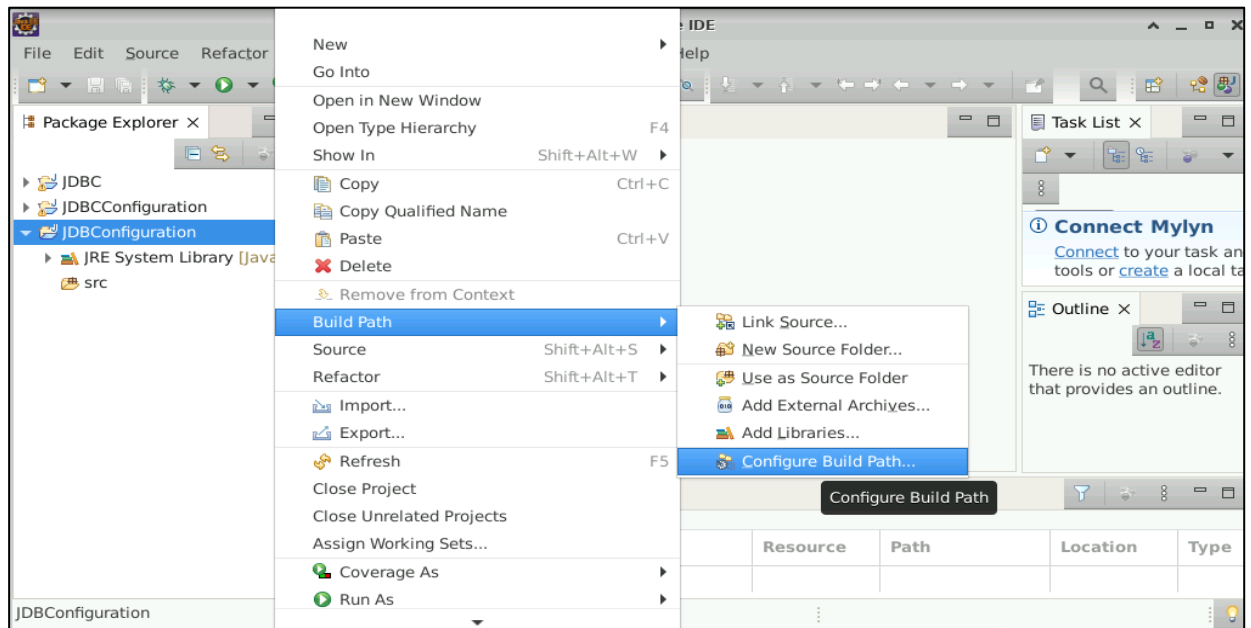 IDE
File Edit Source Refactor
Help
Package Explorer
JDBC
JDBCConfiguration
JDBConfiguration
JRE System Library [Java
src
New
Go Into
Open in New Window
Open Type Hierarchy F4
Show In Shift+Alt+W
Copy Ctrl+C
Copy Qualified Name
Paste Ctrl+V
Delete
Remove from Context
Build Path
Source Shift+Alt+S
Refactor Shift+Alt+T
Import...
Export...
Refresh F5
Close Project
Close Unrelated Projects
Assign Working Sets...
Coverage As
Run As
Link Source...
New Source Folder...
Use as Source Folder
Add External Archives...
Add Libraries...
Configure Build Path...
Configure Build Path
Task List
Connect Mylyn
Connect to your task an
tools or create a local ta
Outline
There is no active editor
that provides an outline.
Resource Path Location Type
JDBConfiguration